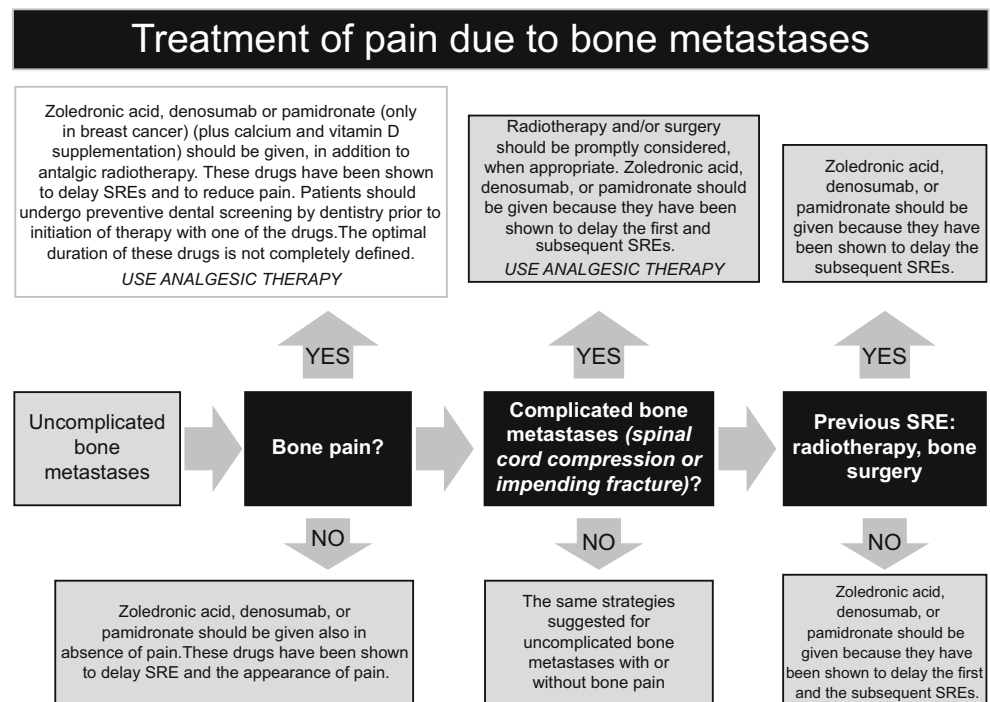 Treatment of pain due to bone metastases
Zoledronic acid, denosumab or pamidronate (only
in breast cancer) (plus calcium and vitamin D
supplementation) should be given, in addition to
antalgic radiotherapy. These drugs have been shown
to delay SREs and to reduce pain. Patients should
undergo preventive dental screening by dentistry prior to
initiation of therapy with one of the drugs.The optimal
duration of these drugs is not completely defined.
USE ANALGESIC THERAPY
Radiotherapy and/or surgery
should be promptly considered,
when appropriate. Zoledronic acid,
denosumab, or pamidronate should
be given because they have been
shown to delay the first and
subsequent SREs.
USE ANALGESIC THERAPY
Zoledronic acid,
denosumab, or
pamidronate should be
given because they have
been shown to delay the
subsequent SREs.
YES
YES
YES
Uncomplicated
bone
metastases
Bone pain?
Complicated bone
metastases (spinal
cord compression or
impending fracture)?
Previous SRE:
radiotherapy, bone
surgery
NO
NO
NO
Zoledronic acid, denosumab, or
pamidronate should be given also in
absence of pain.These drugs have been shown
to delay SRE and the appearance of pain.
The same strategies
suggested for
uncomplicated bone
metastases with or
without bone pain
Zoledronic acid,
denosumab, or
pamidronate should be
given because they have
been shown to delay the first
and the subsequent SREs.